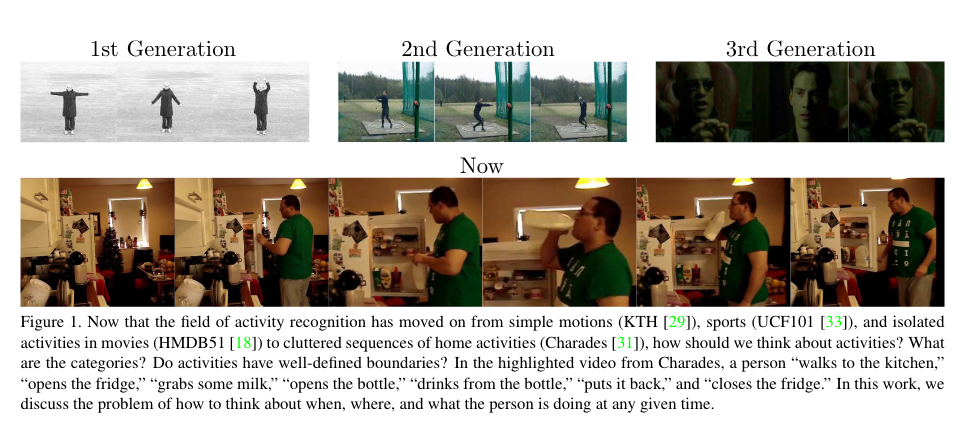 1st Generation
2nd Generation
3rd Generation
Now
Figure 1. Now that the field of activity recognition has moved on from simple motions (KTH [29]), sports (UCF101 [33]), and isolated
activities in movies (HMDB51 [18]) to cluttered sequences of home activities (Charades [31]), how should we think about activities? What
are the categories? Do activities have well-defined boundaries? In the highlighted video from Charades, a person “walks to the kitchen,”
“opens the fridge,” “grabs some milk,” “opens the bottle,” “drinks from the bottle,” “puts it back,” and “closes the fridge.” In this work, we
discuss the problem of how to think about when, where, and what the person is doing at any given time.